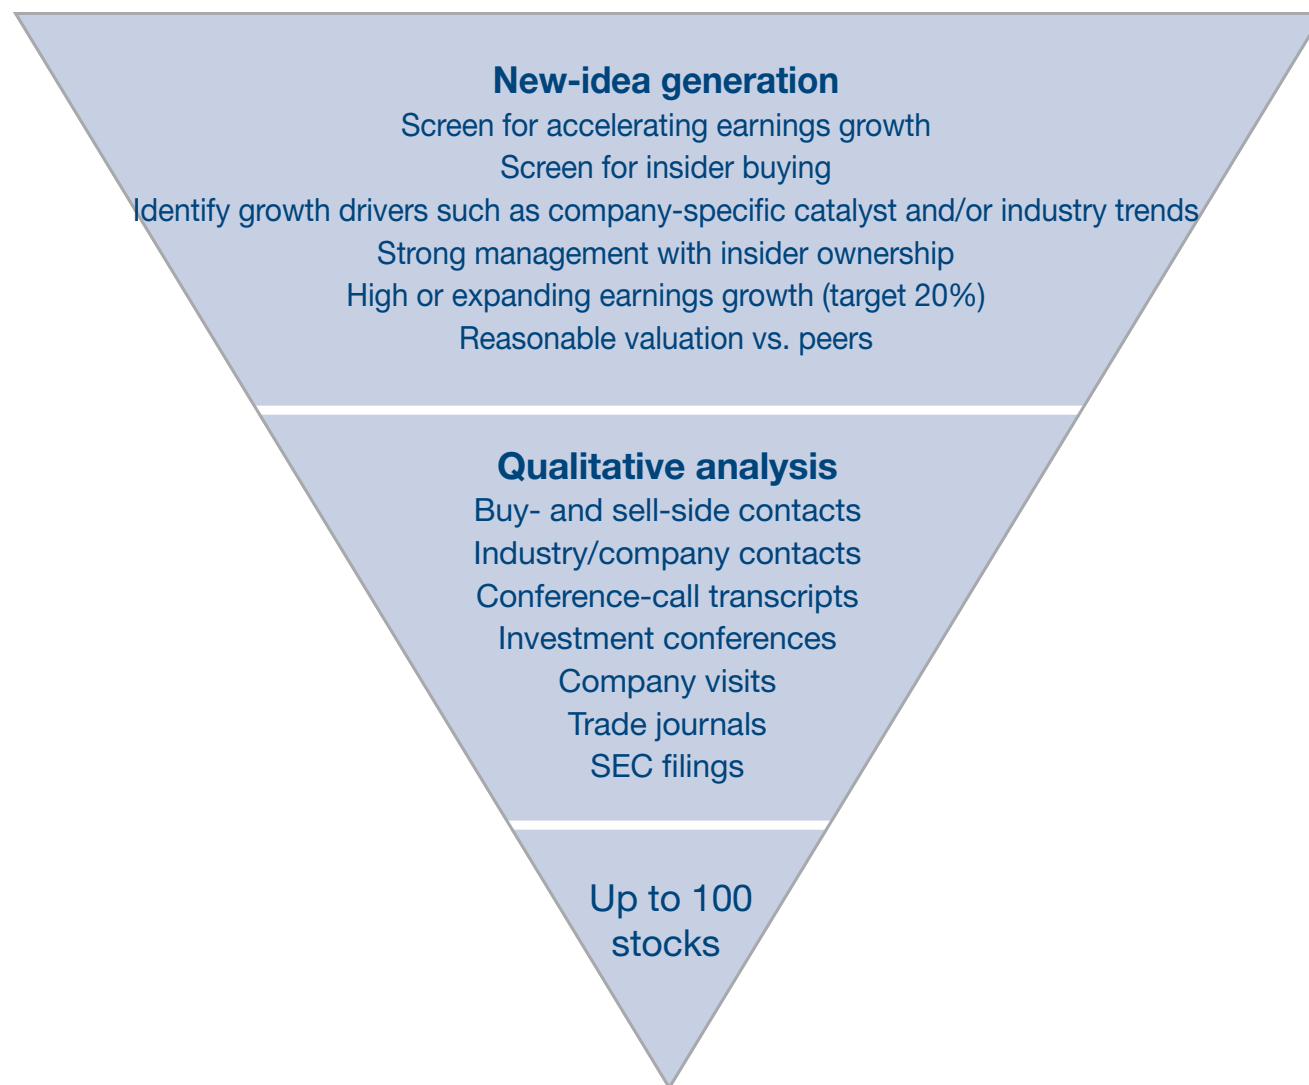 New-idea generation
Screen for accelerating earnings growth
Screen for insider buying
Identify growth drivers such as company-specific catalyst and/or industry trends
Strong management with insider ownership
High or expanding earnings growth (target 20%)
Reasonable valuation vs. peers
Qualitative analysis
Buy- and sell-side contacts
Industry/company contacts
Conference-call transcripts
Investment conferences
Company visits
Trade journals
SEC filings
Up to 100
stocks